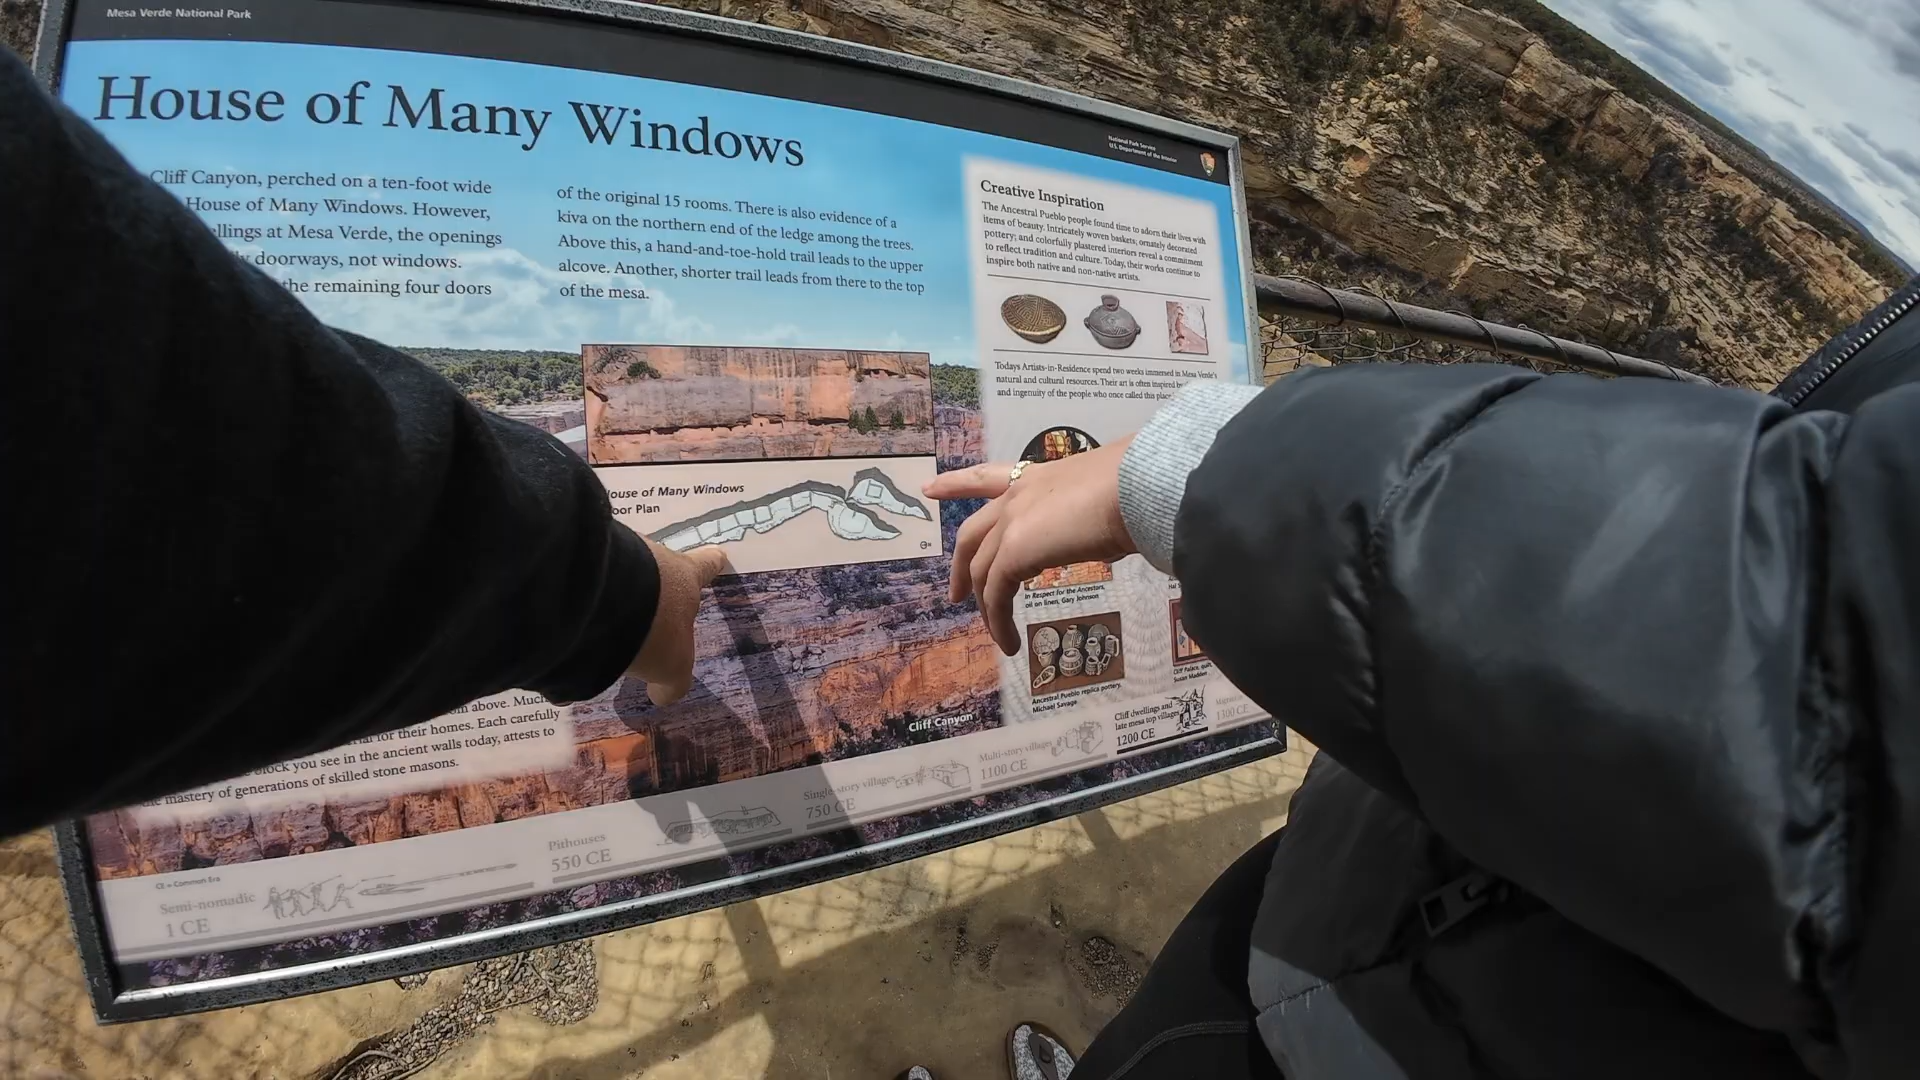 Mesa Verde National Park
National Park Service
U.S. Department of the Interior
House of Many Windows
Cliff Canyon, perched on a ten-foot wide
House of Many Windows. However,
ellings at Mesa Verde, the openings
doorways, not windows.
the remaining four doors
of the original 15 rooms. There is also evidence of a
kiva on the northern end of the ledge among the trees.
Above this, a hand-and-toe-hold trail leads to the upper
alcove. Another, shorter trail leads from there to the top
of the mesa.
Creative Inspiration
The Ancestral Pueblo people found time to adorn their lives with
items of beauty. Intricately woven baskets; ornately decorated
pottery; and colorfully plastered interiors reveal a commitment
to reflect tradition and culture. Today, their works continue to
inspire both native and non-native artists.
Todays Artists-in-Residence spend two weeks immersed in Mesa Verde's
natural and cultural resources. Their art is often inspired by
and ingenuity of the people who once called this place
ouse of Many Windows
oor Plan
N
In Respect for the Ancestors,
oil on linen, Gary Johnson
Ancestral Pueblo replica pottery,
Michael Savage
Cliff Palace, quilt,
Susan Madden
above. Much
for their homes. Each carefully
block you see in the ancient walls today, attests to
the mastery of generations of skilled stone masons.
Cliff Canyon
CE = Common Era
Semi-nomadic
1 CE
Pithouses
550 CE
Single-story villages
750 CE
Multi-story villages
1100 CE
Cliff dwellings and
late mesa top villages
1200 CE
1300 CE